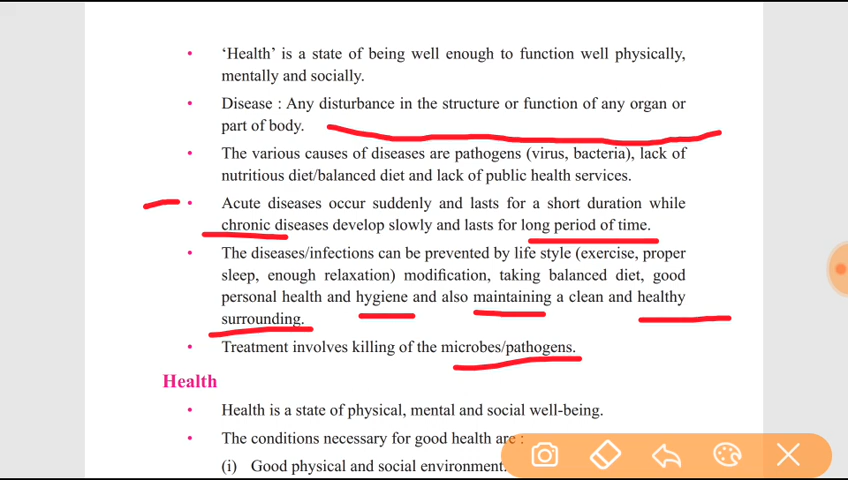 • ‘Health’ is a state of being well enough to function well physically,
mentally and socially.
• Disease : Any disturbance in the structure or function of any organ or
part of body.
• The various causes of diseases are pathogens (virus, bacteria), lack of
nutritious diet/balanced diet and lack of public health services.
• Acute diseases occur suddenly and lasts for a short duration while
chronic diseases develop slowly and lasts for long period of time.
• The diseases/infections can be prevented by life style (exercise, proper
sleep, enough relaxation) modification, taking balanced diet, good
personal health and hygiene and also maintaining a clean and healthy
surrounding.
• Treatment involves killing of the microbes/pathogens.
Health
• Health is a state of physical, mental and social well-being.
• The conditions necessary for good health are :
(i) Good physical and social environment.